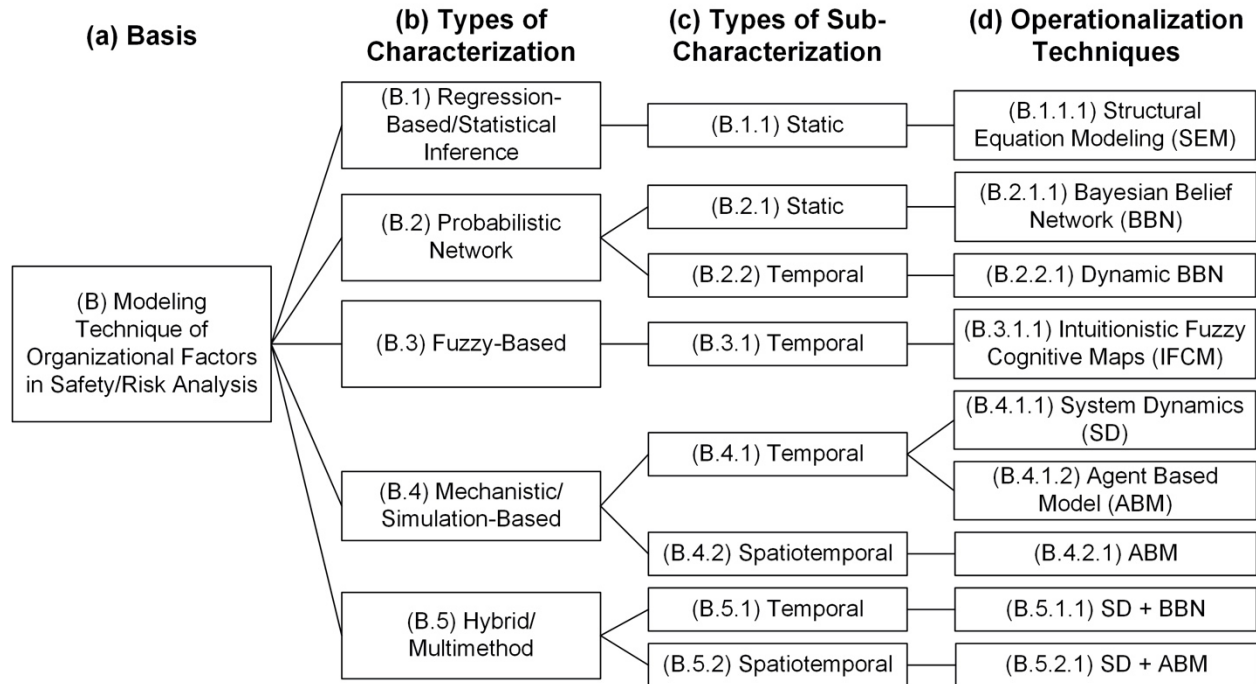 (a) Basis
(b) Types of
Characterization
(c) Types of Sub-
Characterization
(d) Operationalization
Techniques
(B) Modeling
Technique of
Organizational Factors
in Safety/Risk Analysis
(B.1) Regression-
Based/Statistical
Inference
(B.1.1) Static
(B.1.1.1) Structural
Equation Modeling (SEM)
(B.2) Probabilistic
Network
(B.2.1) Static
(B.2.1.1) Bayesian Belief
Network (BBN)
(B.2.2) Temporal
(B.2.2.1) Dynamic BBN
(B.3) Fuzzy-Based
(B.3.1) Temporal
(B.3.1.1) Intuitionistic Fuzzy
Cognitive Maps (IFCM)
(B.4) Mechanistic/
Simulation-Based
(B.4.1) Temporal
(B.4.1.1) System Dynamics
(SD)
(B.4.1.2) Agent Based
Model (ABM)
(B.4.2) Spatiotemporal
(B.4.2.1) ABM
(B.5) Hybrid/
Multimethod
(B.5.1) Temporal
(B.5.1.1) SD + BBN
(B.5.2) Spatiotemporal
(B.5.2.1) SD + ABM